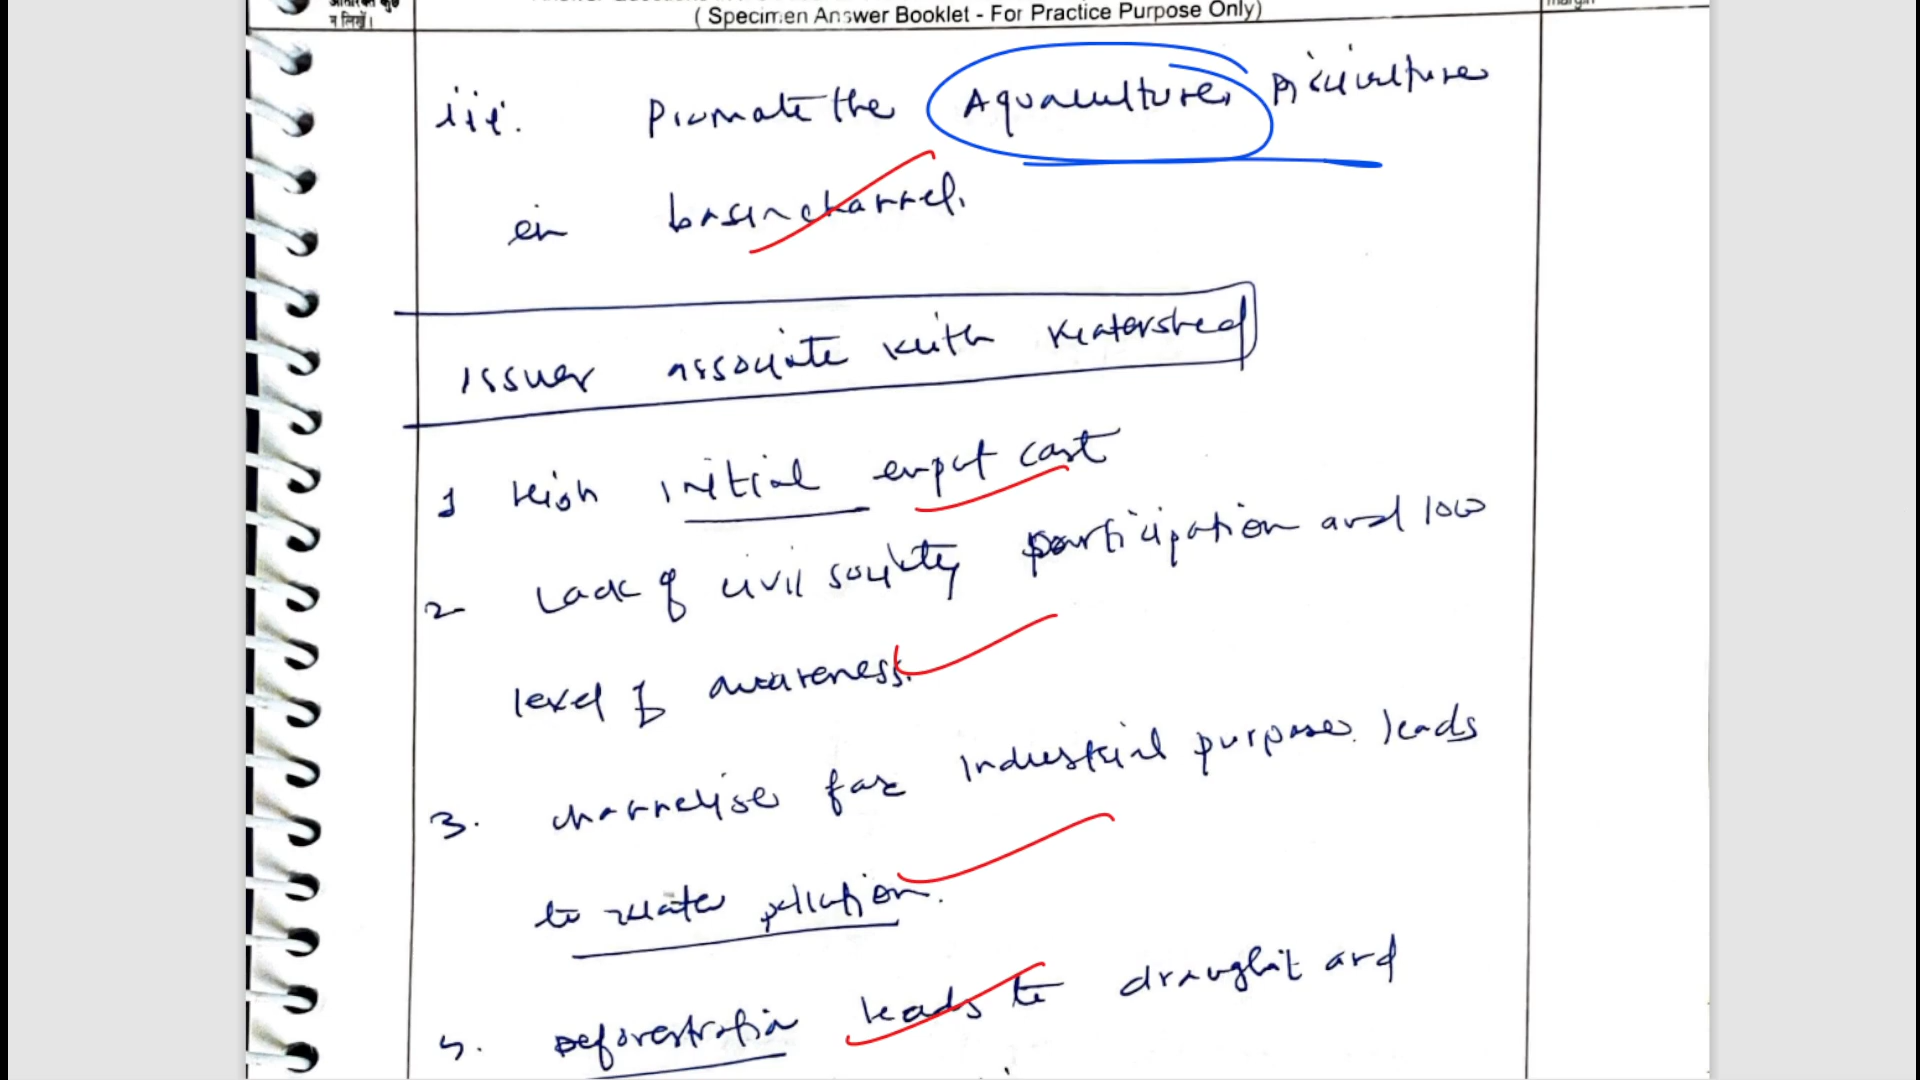 न लिखें।
( Specimen Answer Booklet - For Practice Purpose Only)
iii. Promote the Aquaculture, Pisciculture
in basin channel.
Issues associate with watershed
1 High initial input cost
2 Lack of civil society participation and low
level of awareness.
3. channelise for Industrial purpose. leads
to water pollution.
4. Deforestration leads to draught and